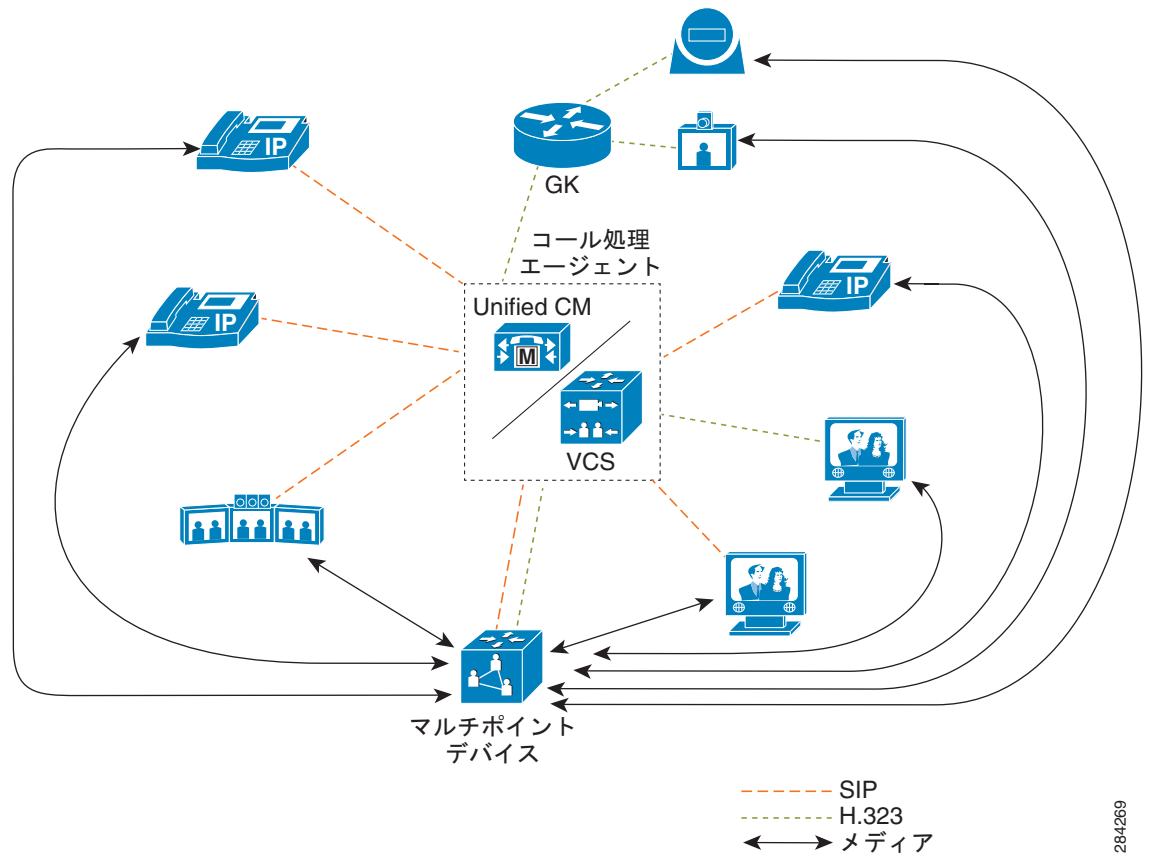 IP
GK
コール処理
エージェント
IP
Unified CM
IP
M
VCS
マルチポイント
デバイス
SIP
H.323
メディア
284269